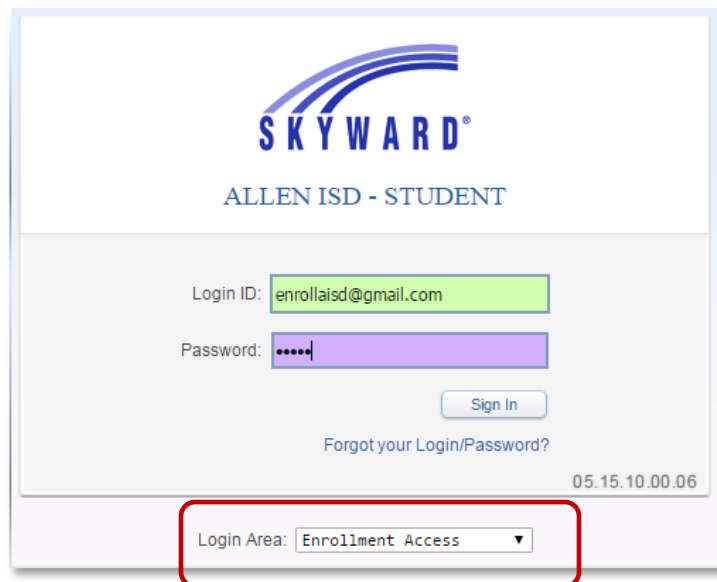 SKYWARD®
ALLEN ISD - STUDENT
Login ID: enrollaisd@gmail.com
Password: •••••
Sign In
Forgot your Login/Password?
05.15.10.00.06
Login Area: Enrollment Access